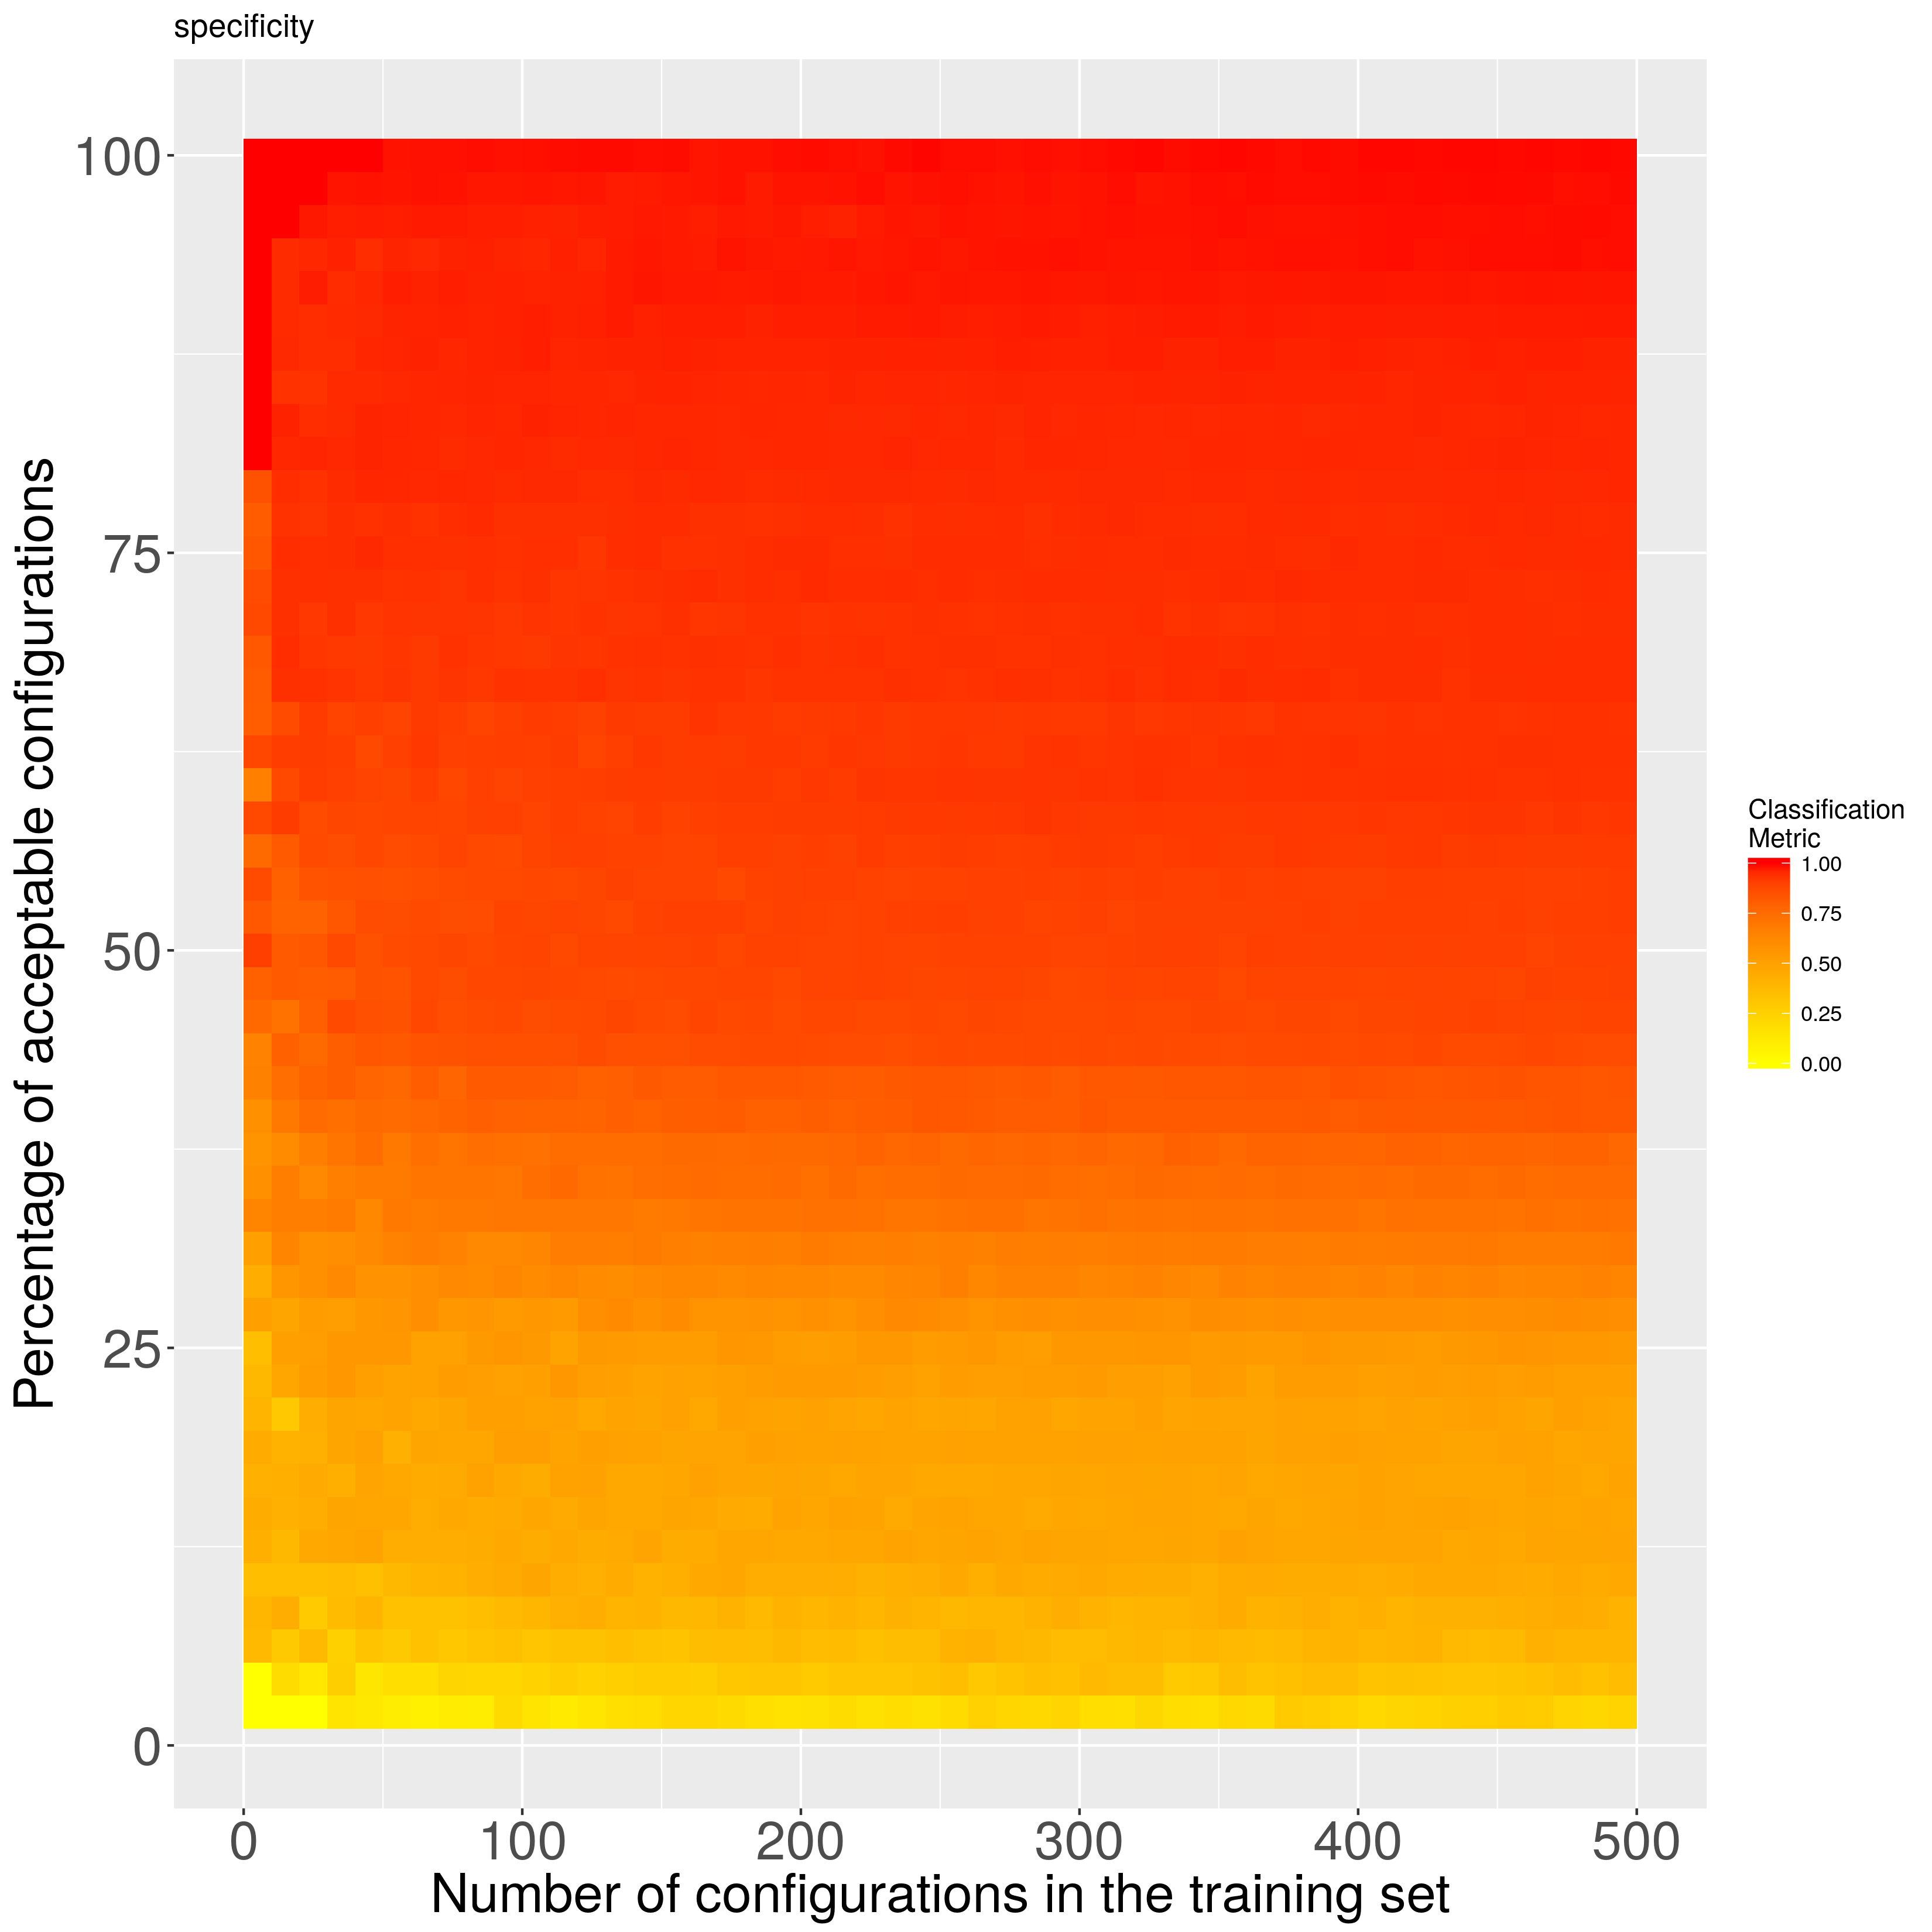 specificity
Percentage of acceptable configurations
100
75
50
25
0
0 100 200 300 400 500
Number of configurations in the training set
Classification
Metric
1.00
0.75
0.50
0.25
0.00